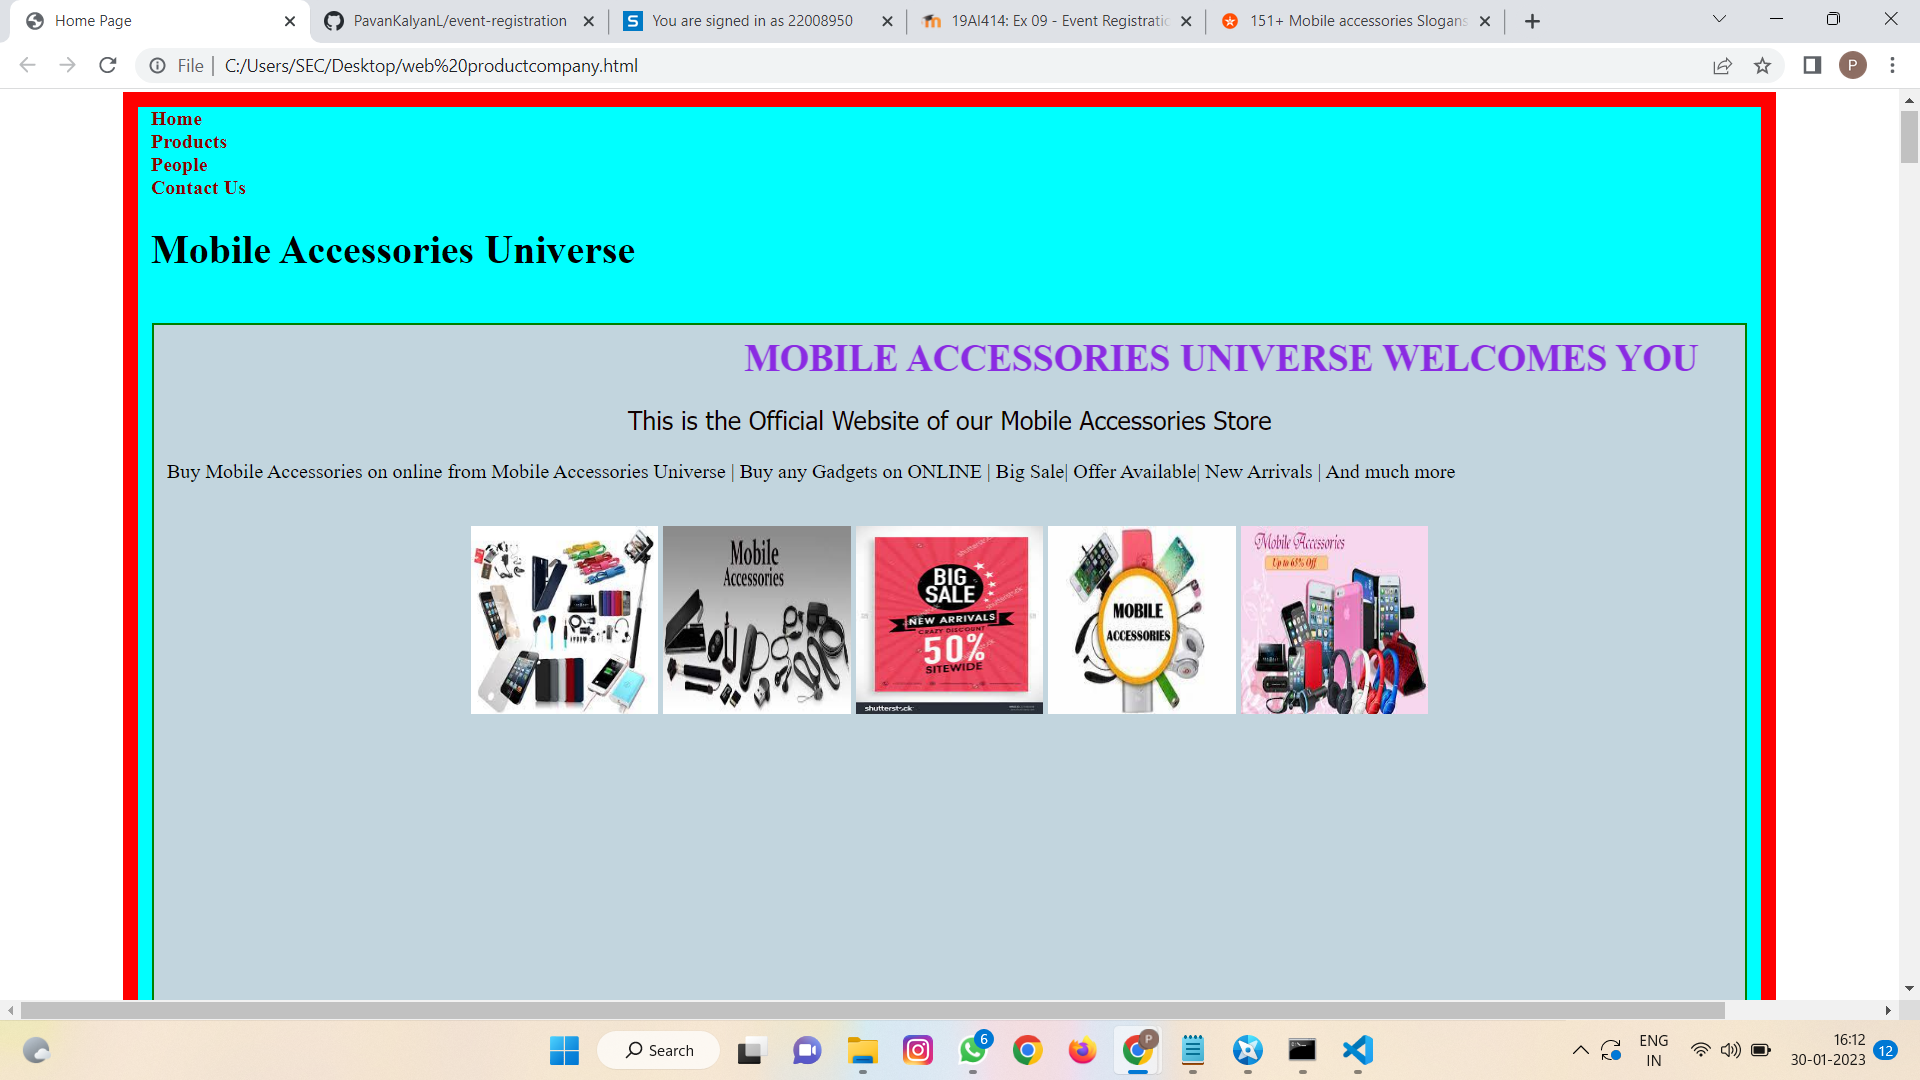 Home Page
PavanKalyanL/event-registration
You are signed in as 22008950
19AI414: Ex 09 - Event Registratio
151+ Mobile accessories Slogans
File
C:/Users/SEC/Desktop/web%20productcompany.html
P
Home
Products
People
Contact Us
Mobile Accessories Universe
MOBILE ACCESSORIES UNIVERSE WELCOMES YOU
This is the Official Website of our Mobile Accessories Store
Buy Mobile Accessories on online from Mobile Accessories Universe | Buy any Gadgets on ONLINE | Big Sale| Offer Available| New Arrivals | And much more
Mobile
Accessories
BIG
SALE
NEW ARRIVALS
CRAZY DISCOUNT
50%
SITEWIDE
shutterstock
MOBILE
ACCESSORIES
Mobile Accessories
Up to 65% Off
Search
6
P
ENG
IN
16:12
30-01-2023
12